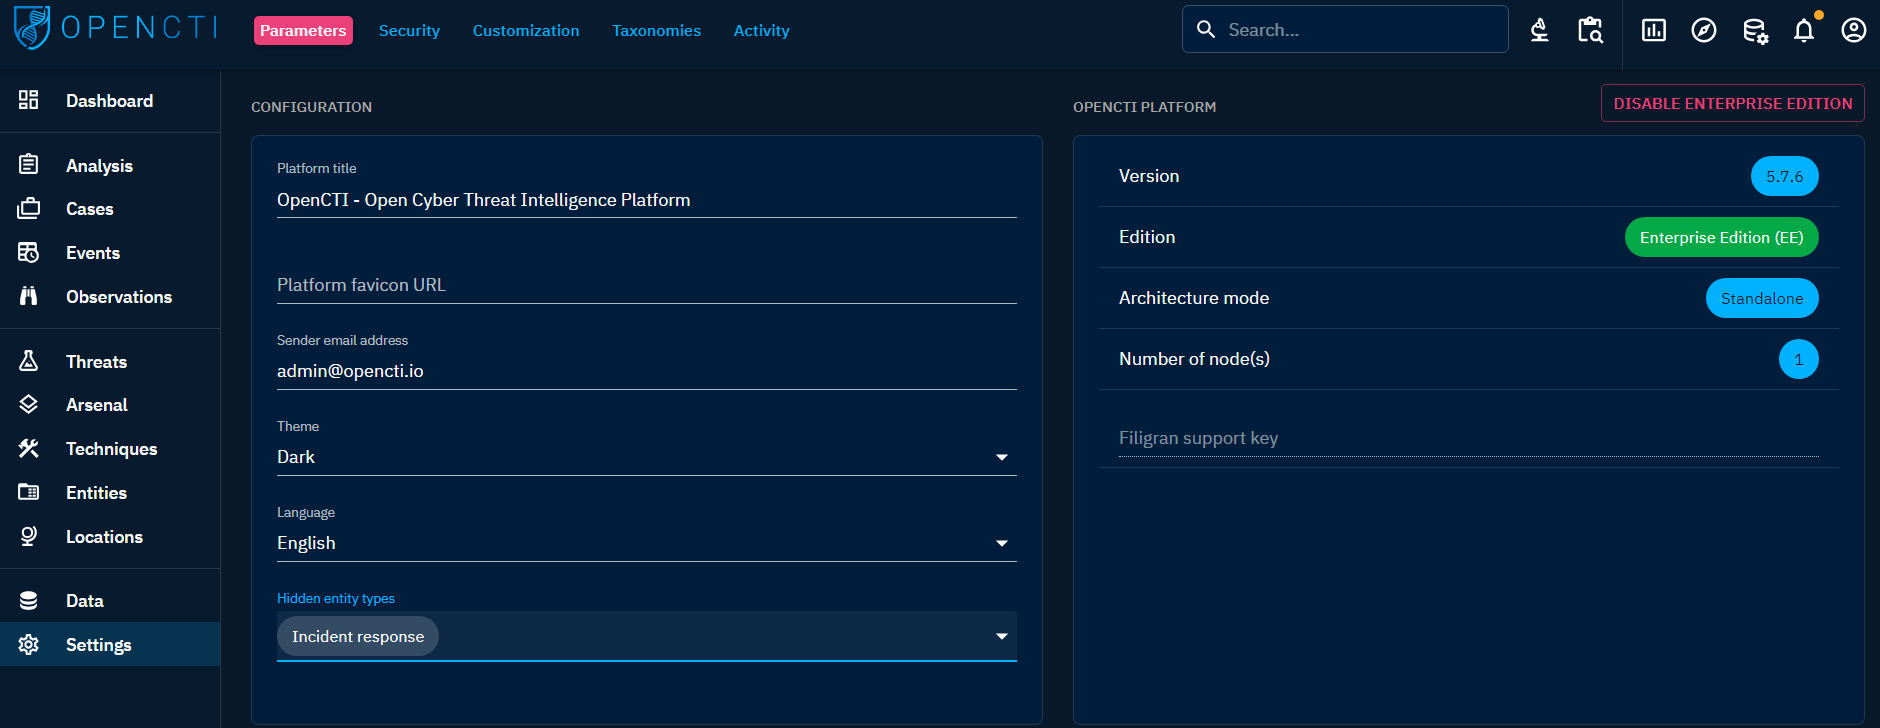 OPENCTI
Parameters
Security
Customization
Taxonomies
Activity
Search...
Dashboard
Analysis
Cases
Events
Observations
Threats
Arsenal
Techniques
Entities
Locations
Data
Settings
CONFIGURATION
Platform title
OpenCTI - Open Cyber Threat Intelligence Platform
Platform favicon URL
Sender email address
admin@opencti.io
Theme
Dark
Language
English
Hidden entity types
Incident response
OPENCTI PLATFORM
DISABLE ENTERPRISE EDITION
Version
5.7.6
Edition
Enterprise Edition (EE)
Architecture mode
Standalone
Number of node(s)
1
Filigran support key